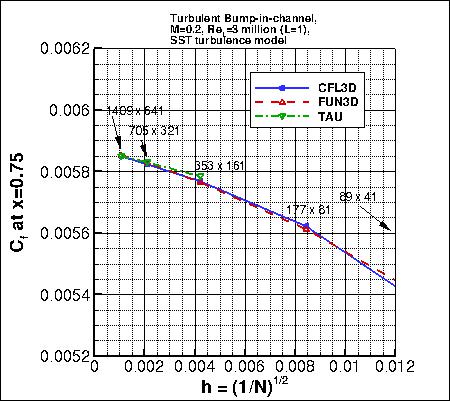 Turbulent Bump-in-channel,
M=0.2, ReL=3 million (L=1),
SST turbulence model
0.0062
0.006
0.0058
0.0056
0.0054
0.0052
Cf at x=0.75
CFL3D
FUN3D
TAU
1409 x 641
705 x 321
353 x 161
177 x 81
89 x 41
0 0.002 0.004 0.006 0.008 0.01 0.012
h = (1/N)^1/2